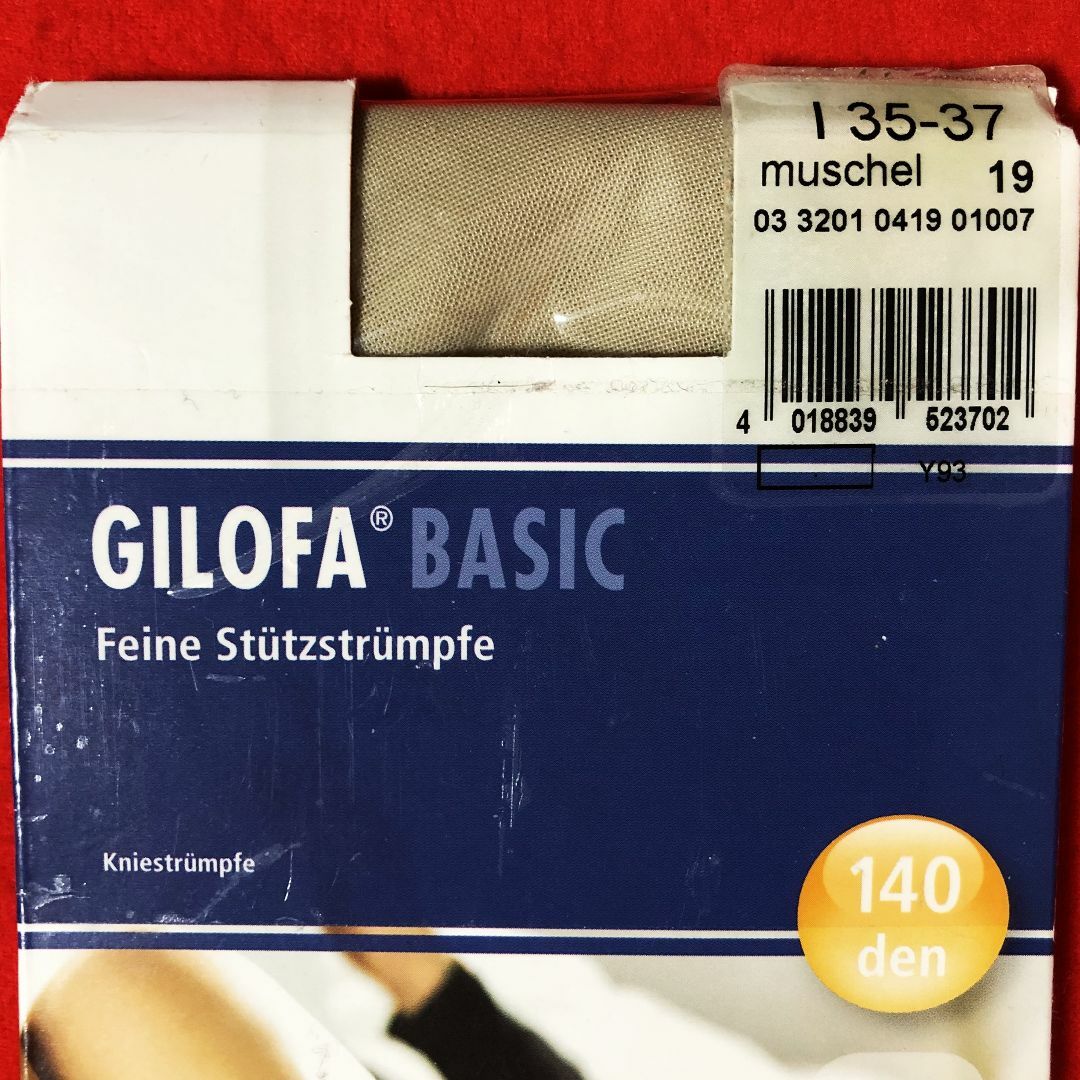 I 35-37
muschel 19
03 3201 0419 01007
4 018839 523702
Y93
GILOFA® BASIC
Feine Stützstrümpfe
Kniestrümpfe
140
den